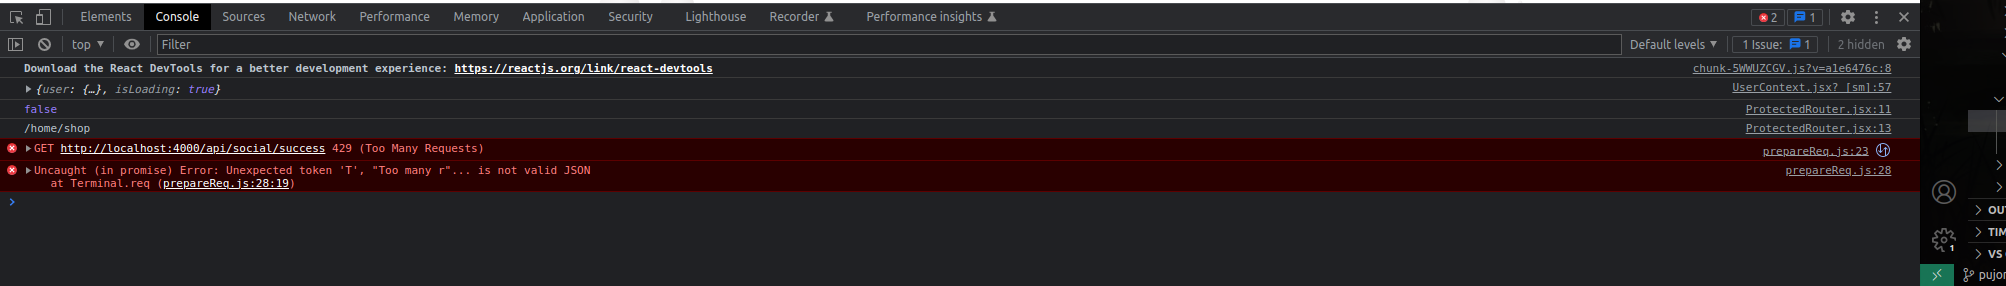 Elements Console Sources Network Performance Memory Application Security Lighthouse Recorder Performance insights 2 1
top Filter Default levels 1 Issue: 1 2 hidden
Download the React DevTools for a better development experience: https://reactjs.org/link/react-devtools chunk-5WWUZCGV.js?v=a1e6476c:8
{user: {…}, isLoading: true} UserContext.jsx? [sm]:57
false ProtectedRouter.jsx:11
/home/shop ProtectedRouter.jsx:13
GET http://localhost:4000/api/social/success 429 (Too Many Requests) prepareReq.js:23
Uncaught (in promise) Error: Unexpected token 'T', "Too many r"... is not valid JSON prepareReq.js:28
at Terminal.req (prepareReq.js:28:19)
OU
TIM
1
VS
pujor